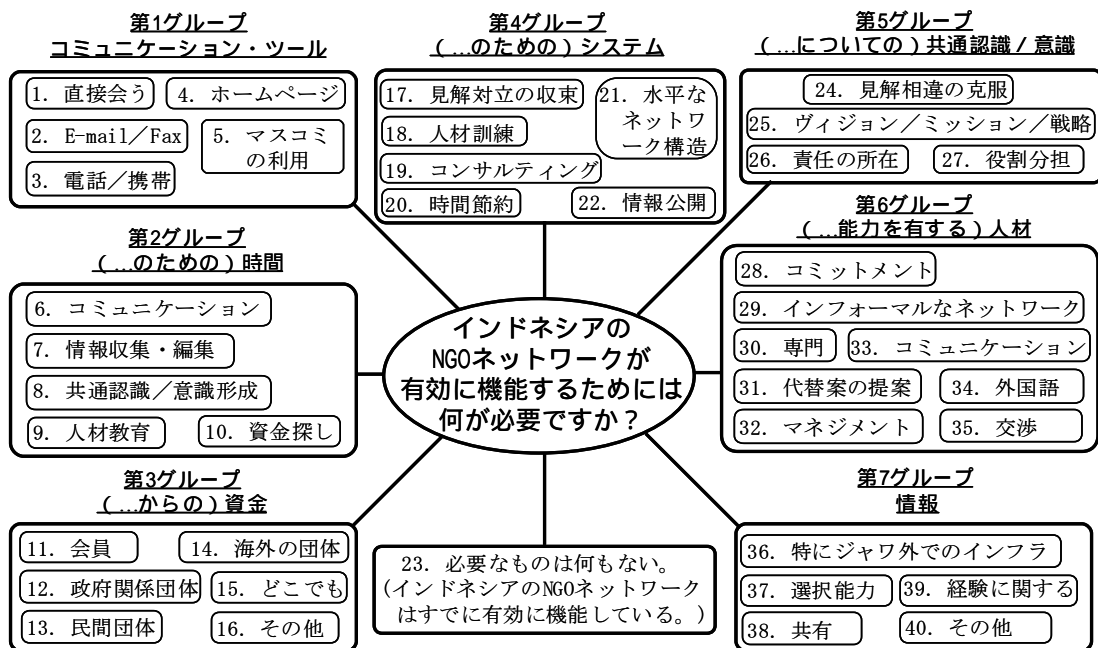 第1グループ
コミュニケーション・ツール
1. 直接会う
4. ホームページ
2. E-mail／Fax
5. マスコミ
の利用
3. 電話／携帯
第2グループ
(...のための)時間
6. コミュニケーション
7. 情報収集・編集
8. 共通認識／意識形成
9. 人材教育
10. 資金探し
第3グループ
(...からの)資金
11. 会員
14. 海外の団体
12. 政府関係団体
15. どこでも
13. 民間団体
16. その他
第4グループ
(...のための)システム
17. 見解対立の収束
21. 水平な
ネットワ
ーク構造
18. 人材訓練
19. コンサルティング
20. 時間節約
22. 情報公開
インドネシアの
NGOネットワークが
有効に機能するためには
何が必要ですか？
23. 必要なものは何もない。
(インドネシアのNGOネットワーク
はすでに有効に機能している。)
第5グループ
(...についての)共通認識/意識
24. 見解相違の克服
25. ヴィジョン／ミッション／戦略
26. 責任の所在
27. 役割分担
第6グループ
(...能力を有する)人材
28. コミットメント
29. インフォーマルなネットワーク
30. 専門
33. コミュニケーション
31. 代替案の提案
34. 外国語
32. マネジメント
35. 交渉
第7グループ
情報
36. 特にジャワ外でのインフラ
37. 選択能力
39. 経験に関する
38. 共有
40. その他